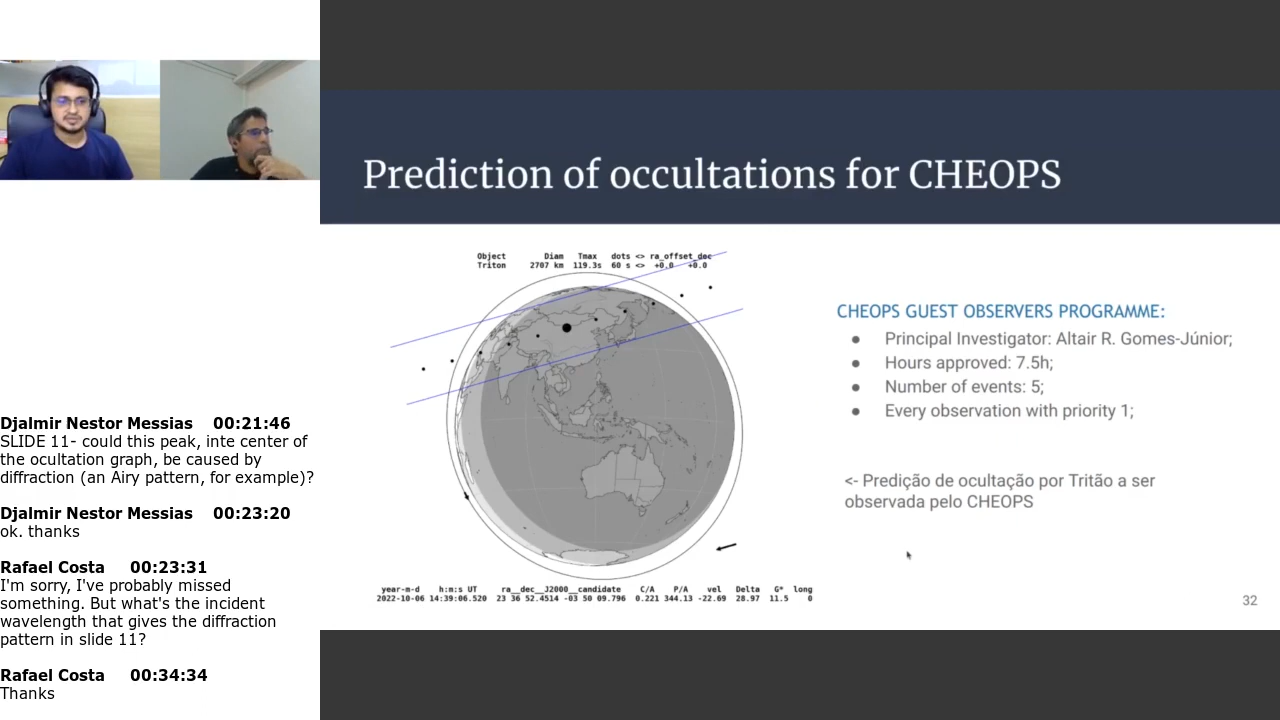 Prediction of occultations for CHEOPS
Object Diam Tmax dots <> ra_offset_dec
Triton 2707 km 119.3s 60 s <> +0.0 +0.0
year-m-d h:m:s UT ra__dec__J2000__candidate C/A P/A vel Delta G* long
2022-10-06 14:39:06.520 23 36 52.4514 -03 50 09.796 0.221 344.13 -22.69 28.97 11.5 0
CHEOPS GUEST OBSERVERS PROGRAMME:
● Principal Investigator: Altair R. Gomes-Júnior;
● Hours approved: 7.5h;
● Number of events: 5;
● Every observation with priority 1;
<- Predição de ocultação por Tritão a ser
observada pelo CHEOPS
32
Djalmir Nestor Messias 00:21:46
SLIDE 11- could this peak, inte center of
the ocultation graph, be caused by
diffraction (an Airy pattern, for example)?
Djalmir Nestor Messias 00:23:20
ok. thanks
Rafael Costa 00:23:31
I'm sorry, I've probably missed
something. But what's the incident
wavelength that gives the diffraction
pattern in slide 11?
Rafael Costa 00:34:34
Thanks